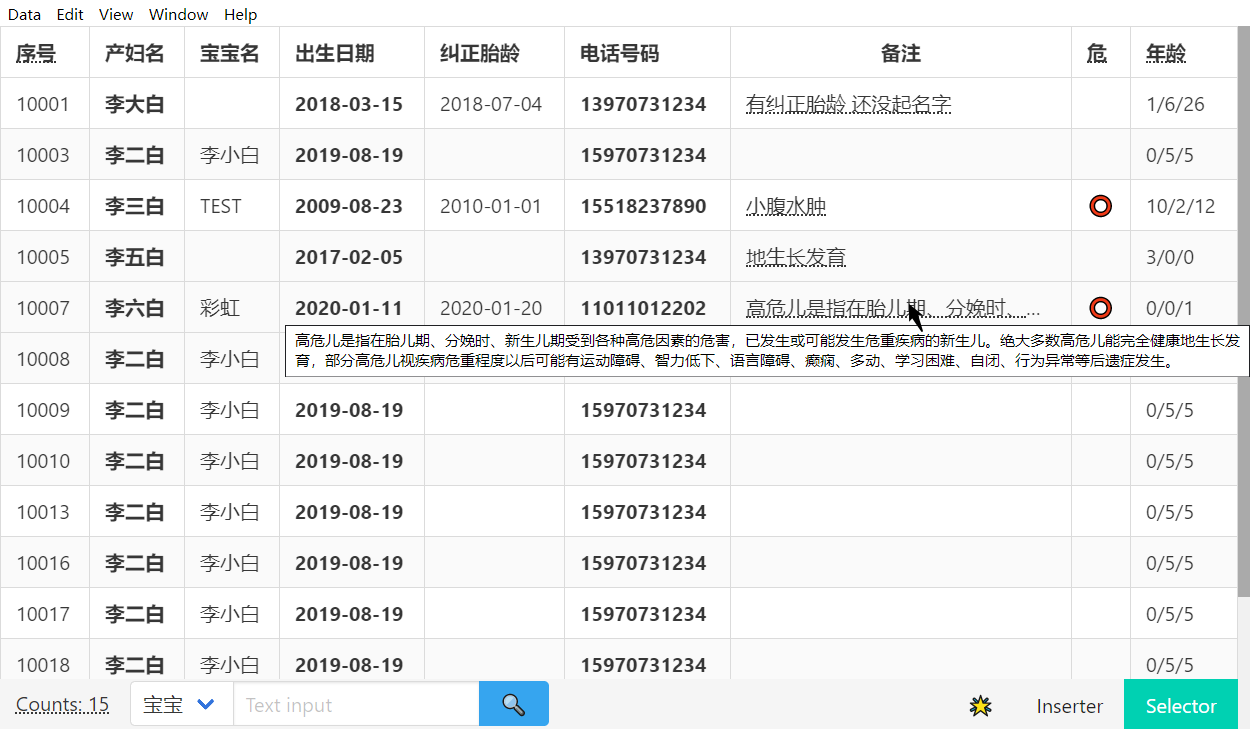 Data Edit View Window Help
序号 产妇名 宝宝名 出生日期 纠正胎龄 电话号码 备注 危 年龄
10001 李大白 2018-03-15 2018-07-04 13970731234 有纠正胎龄 还没起名字 1/6/26
10003 李二白 李小白 2019-08-19 15970731234 0/5/5
10004 李三白 TEST 2009-08-23 2010-01-01 15518237890 小腹水肿 10/2/12
10005 李五白 2017-02-05 13970731234 地生长发育 3/0/0
10007 李六白 彩虹 2020-01-11 2020-01-20 11011012202 高危儿是指在胎儿期、分娩时、... 0/0/1
高危儿是指在胎儿期、分娩时、新生儿期受到各种高危因素的危害，已发生或可能发生危重疾病的新生儿。绝大多数高危儿能完全健康地生长发
育，部分高危儿视疾病危重程度以后可能有运动障碍、智力低下、语言障碍、癫痫、多动、学习困难、自闭、行为异常等后遗症发生。
10008 李二白 李小白
10009 李二白 李小白 2019-08-19 15970731234 0/5/5
10010 李二白 李小白 2019-08-19 15970731234 0/5/5
10013 李二白 李小白 2019-08-19 15970731234 0/5/5
10016 李二白 李小白 2019-08-19 15970731234 0/5/5
10017 李二白 李小白 2019-08-19 15970731234 0/5/5
10018 李二白 李小白 2019-08-19 15970731234 0/5/5
Counts: 15 宝宝 Text input Inserter Selector